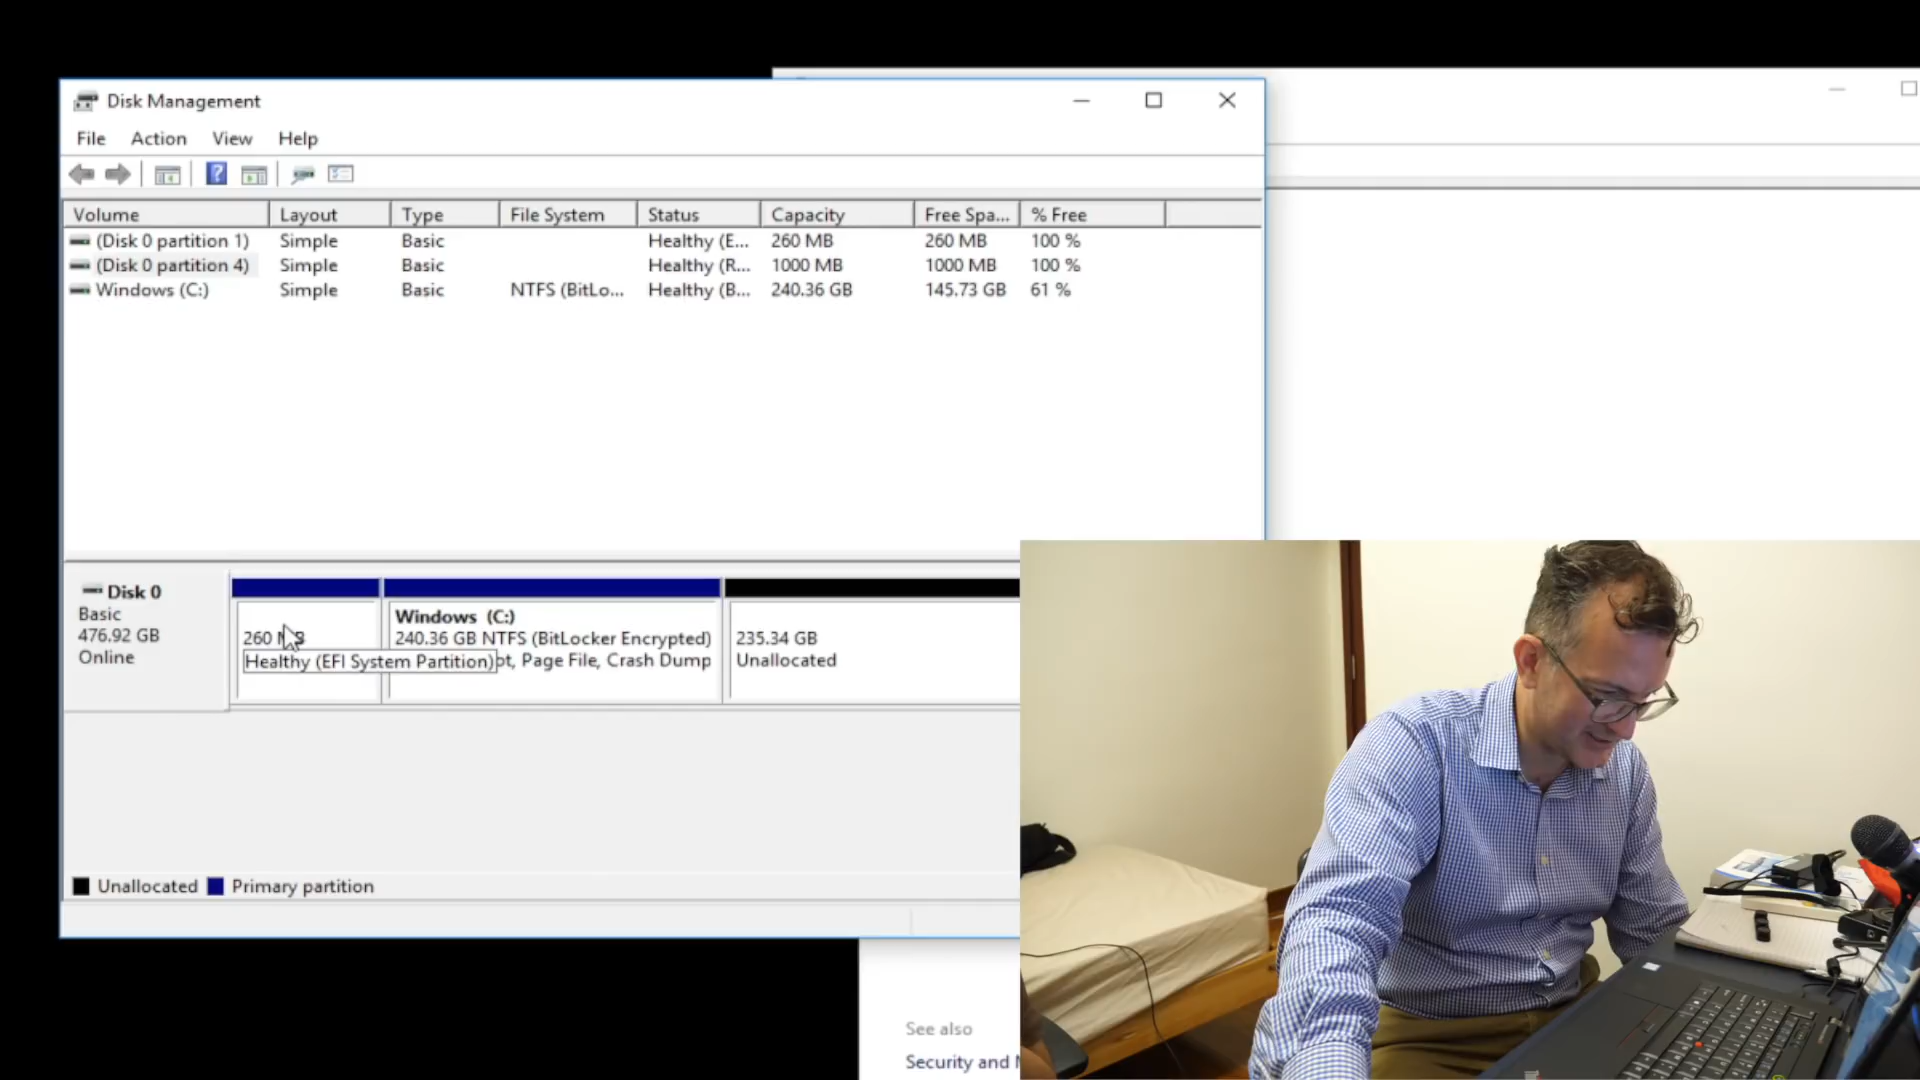 Disk Management
File Action View Help
Volume Layout Type File System Status Capacity Free Spa... % Free
(Disk 0 partition 1) Simple Basic Healthy (E... 260 MB 260 MB 100 %
(Disk 0 partition 4) Simple Basic Healthy (R... 1000 MB 1000 MB 100 %
Windows (C:) Simple Basic NTFS (BitLo... Healthy (B... 240.36 GB 145.73 GB 61 %
Disk 0
Basic
476.92 GB
Online
260
Healthy (EFI System Partition)
Windows (C:)
240.36 GB NTFS (BitLocker Encrypted)
Page File, Crash Dump
235.34 GB
Unallocated
Unallocated Primary partition
See also
Security and